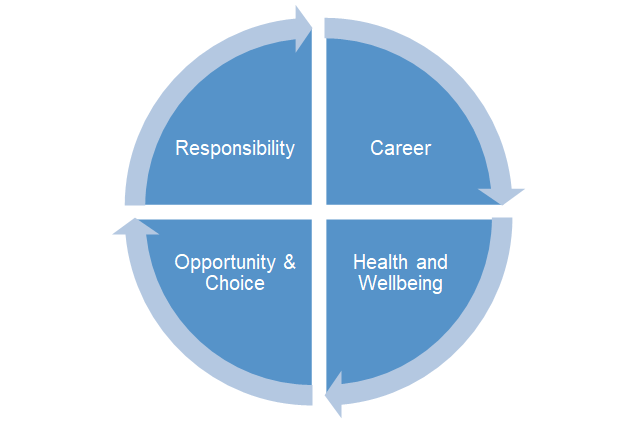 Responsibility
Career
Opportunity &
Choice
Health and
Wellbeing